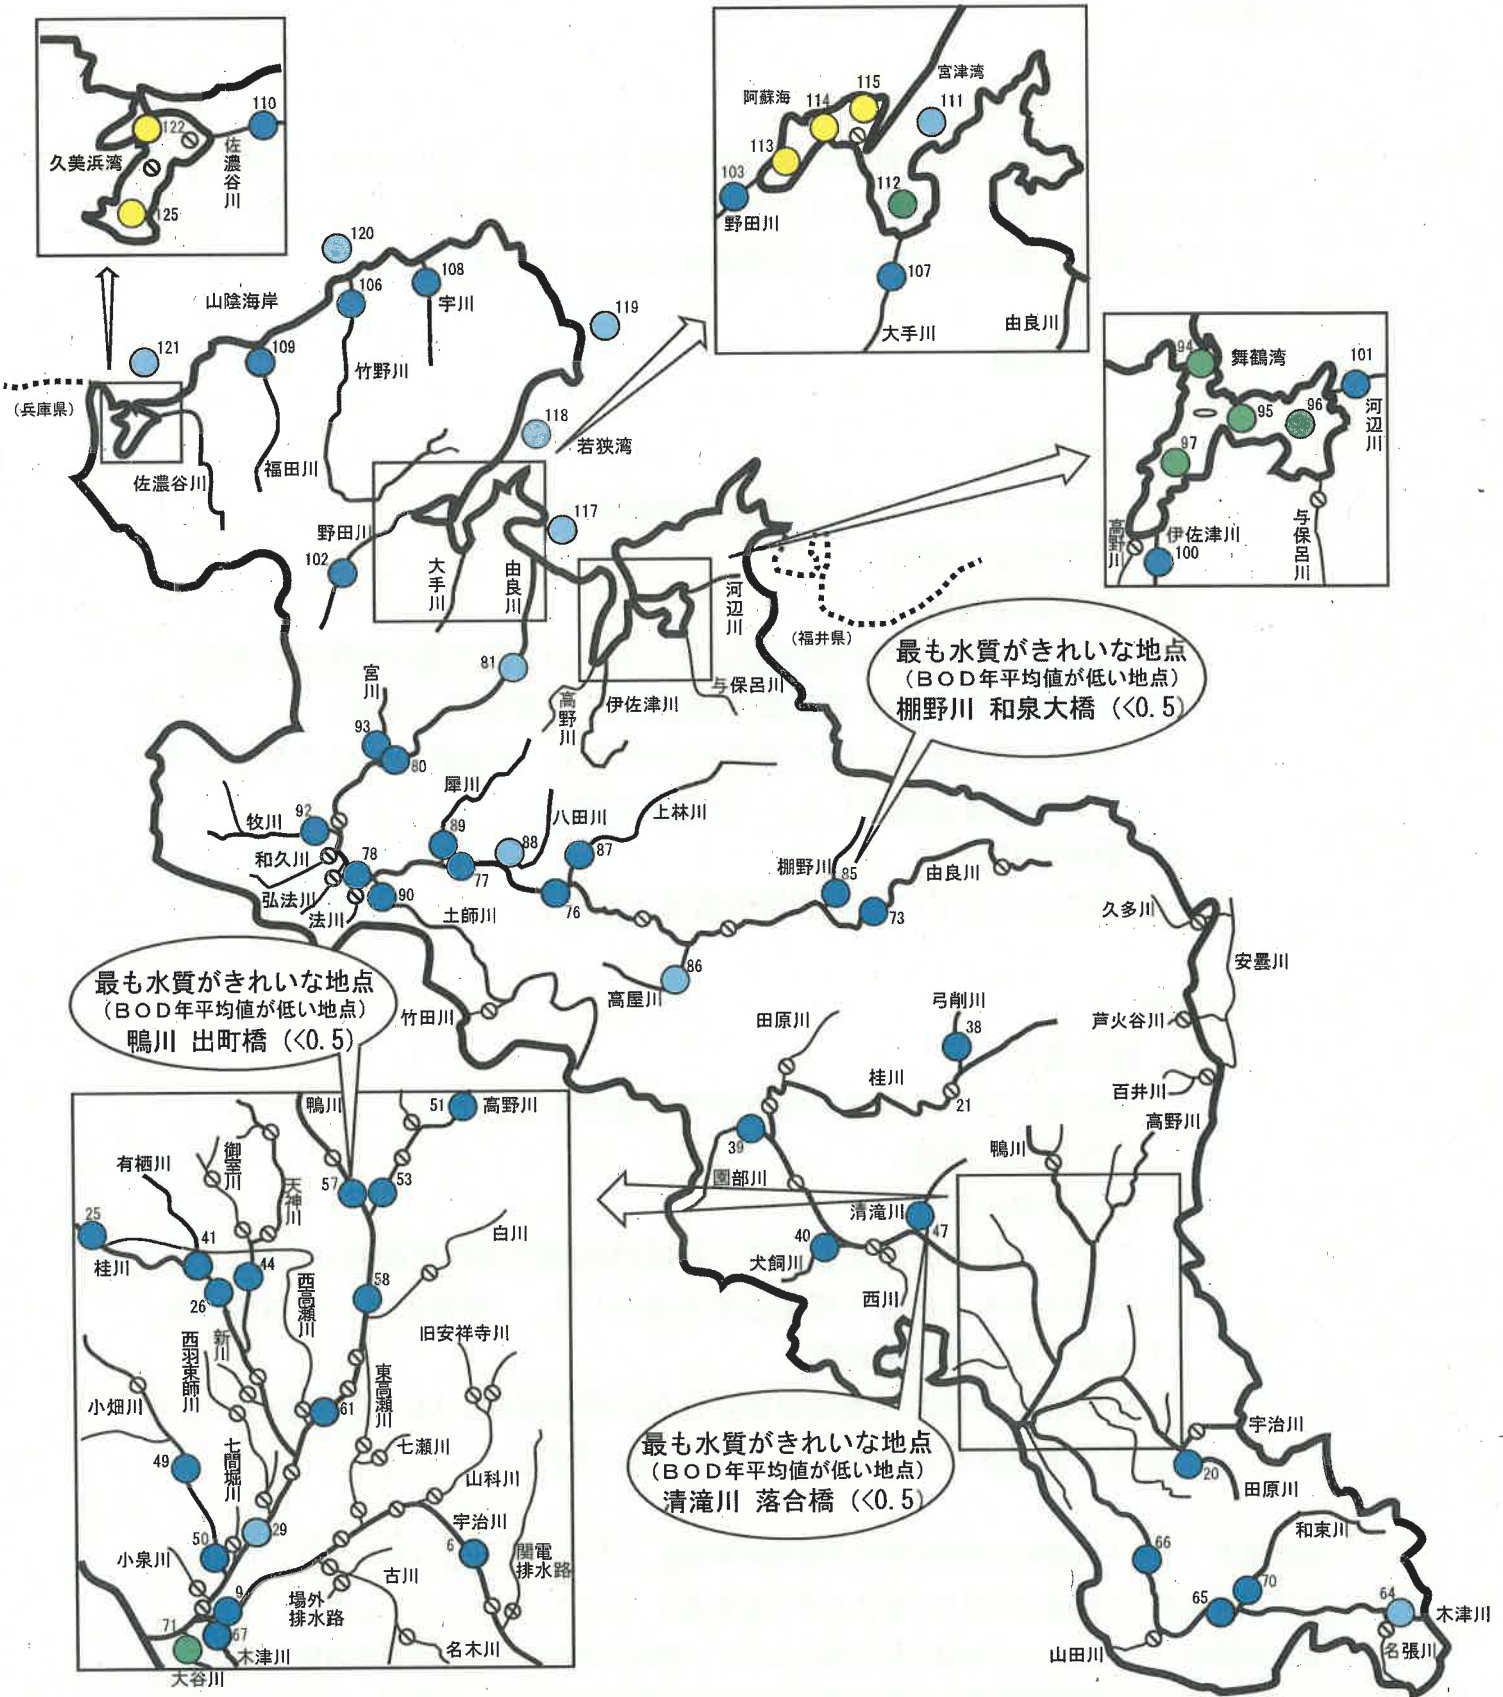 110
122
久美浜湾
佐濃谷川
125
阿蘇海
115
宮津湾
114
111
113
103
112
野田川
107
大手川
由良川
94
舞鶴湾
101
95
96
河辺川
97
高野川
伊佐津川
100
与保呂川
120
108
106
宇川
山陰海岸
119
121
109
竹野川
(兵庫県)
118
若狭湾
福田川
佐濃谷川
野田川
117
102
大手川
由良川
河辺川
(福井県)
81
宮川
高野川
伊佐津川
与保呂川
最も水質がきれいな地点
(BOD年平均値が低い地点)
棚野川 和泉大橋 (<0.5)
93
80
犀川
牧川
92
89
八田川
上林川
88
87
和久川
78
77
棚野川
85
由良川
弘法川
90
76
73
法川
土師川
久多川
86
高屋川
安曇川
最も水質がきれいな地点
(BOD年平均値が低い地点)
鴨川 出町橋 (<0.5)
竹田川
田原川
弓削川
38
芦火谷川
桂川
21
百井川
39
高野川
鴨川
園部川
清滝川
47
40
犬飼川
西川
鴨川
51
高野川
有栖川
御室川
天神川
57
53
25
41
白川
桂川
44
26
西高瀬川
58
西羽束師川
新川
旧安祥寺川
東高瀬川
小畑川
61
七瀬川
49
七間堀川
山科川
29
宇治川
50
6
関電
排水路
小泉川
古川
9
場外
排水路
71
67
木津川
名木川
大谷川
最も水質がきれいな地点
(BOD年平均値が低い地点)
清滝川 落合橋 (<0.5)
宇治川
20
田原川
和束川
66
70
65
64
木津川
山田川
名張川